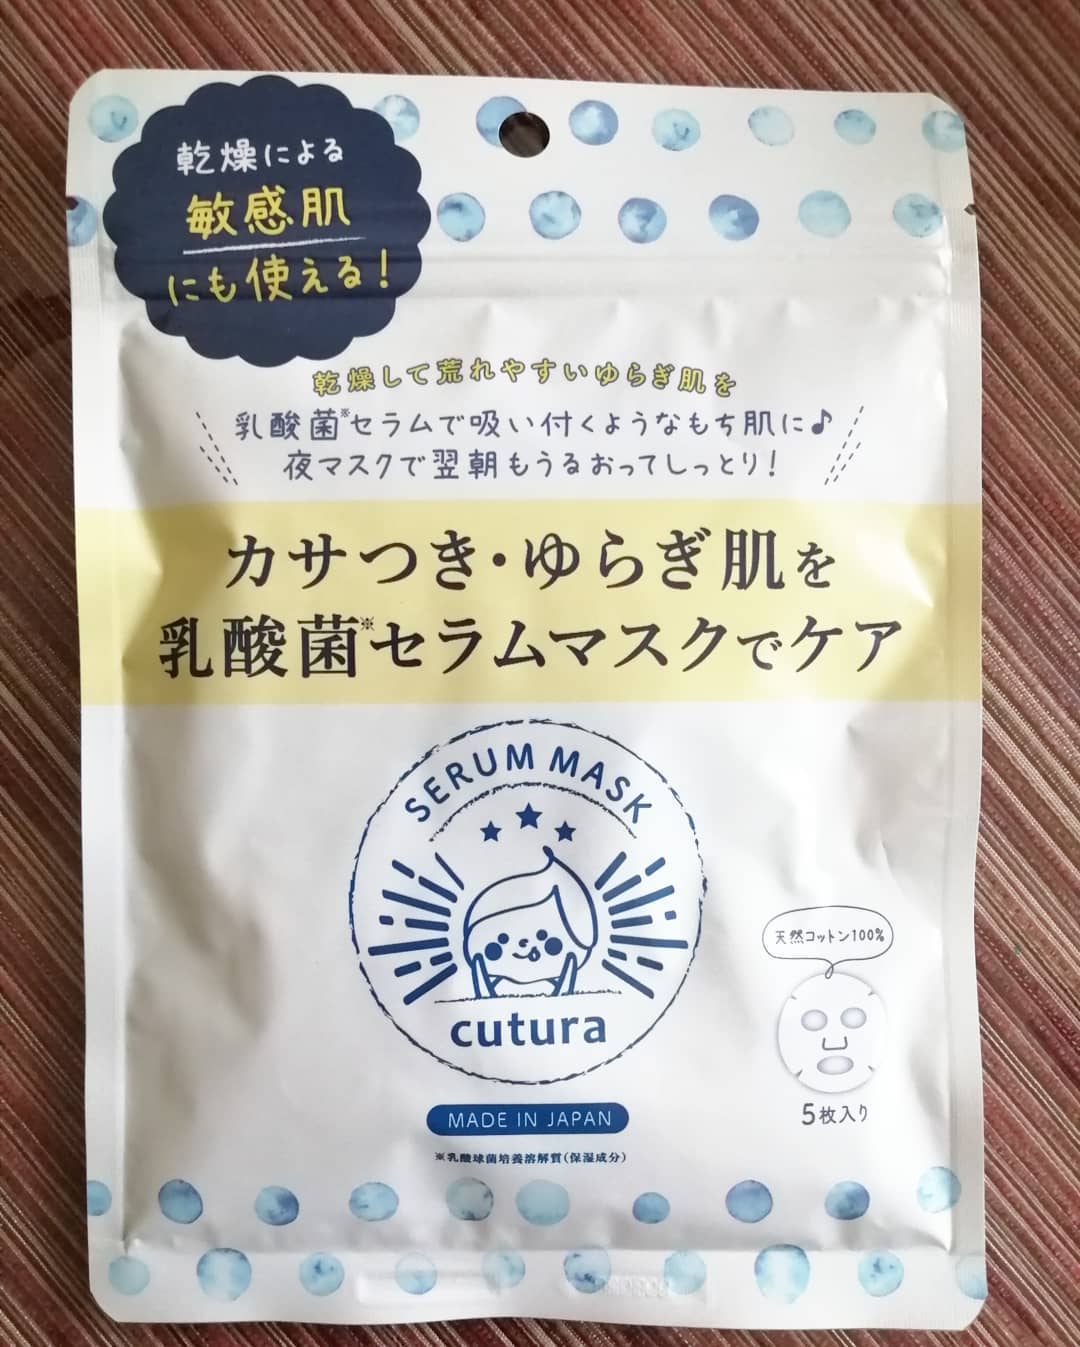 乾燥による
敏感肌
にも使える!
乾燥して荒れやすいゆらぎ肌を
乳酸菌※セラムで吸い付くようなもち肌に♪
夜マスクで翌朝もうるおってしっとり!
カサつき・ゆらぎ肌を
乳酸菌※セラムマスクでケア
SERUM MASK
cutura
天然コットン100%
5枚入り
MADE IN JAPAN
※乳酸球菌培養溶解質(保湿成分)